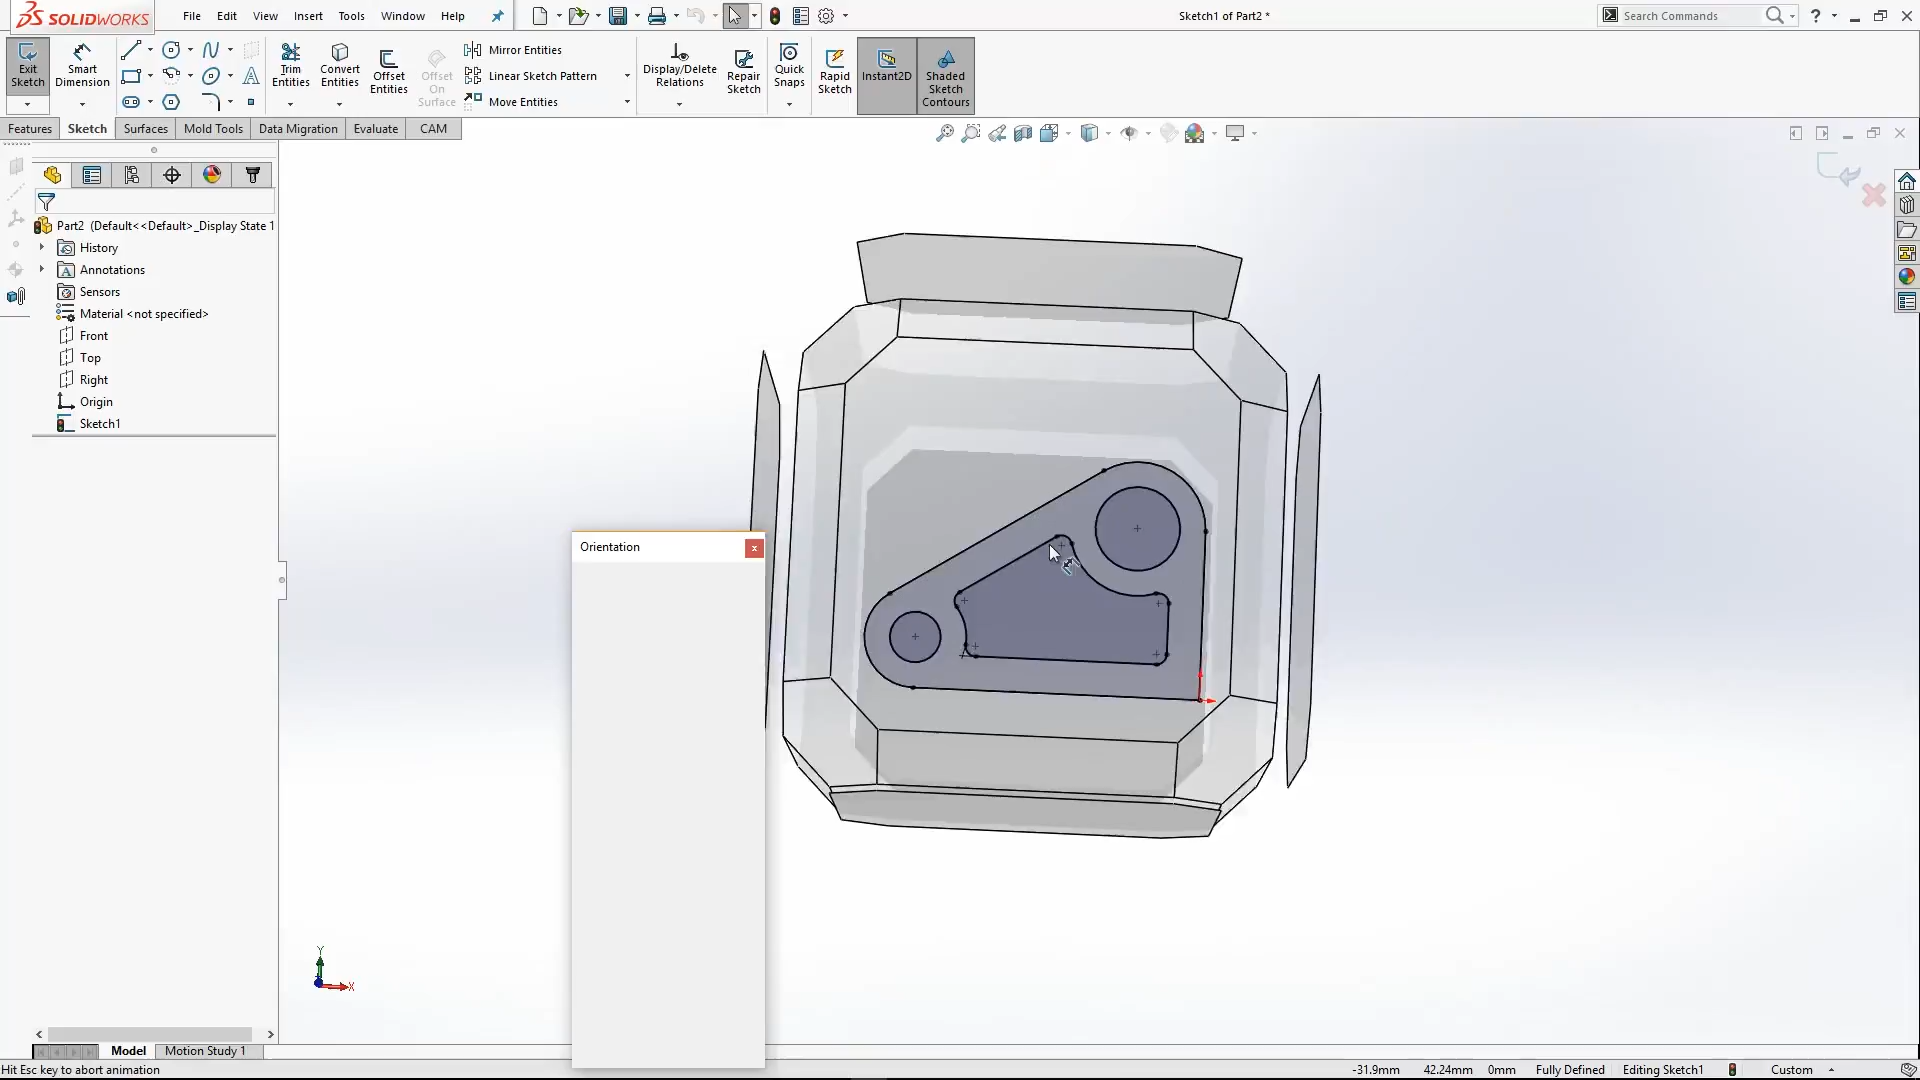 SOLIDWORKS
File Edit View Insert Tools Window Help
Sketch1 of Part2 *
Search Commands
Exit Sketch
Smart Dimension
Trim Entities
Convert Entities
Offset Entities
Offset On Surface
Mirror Entities
Linear Sketch Pattern
Move Entities
Display/Delete Relations
Repair Sketch
Quick Snaps
Rapid Sketch
Instant2D
Shaded Sketch Contours
Features Sketch Surfaces Mold Tools Data Migration Evaluate CAM
Part2 (Default<<Default>_Display State 1
History
Annotations
Sensors
Material <not specified>
Front
Top
Right
Origin
Sketch1
Orientation
x
Y
X
Model Motion Study 1
Hit Esc key to abort animation
-31.9mm 42.24mm 0mm Fully Defined Editing Sketch1 Custom